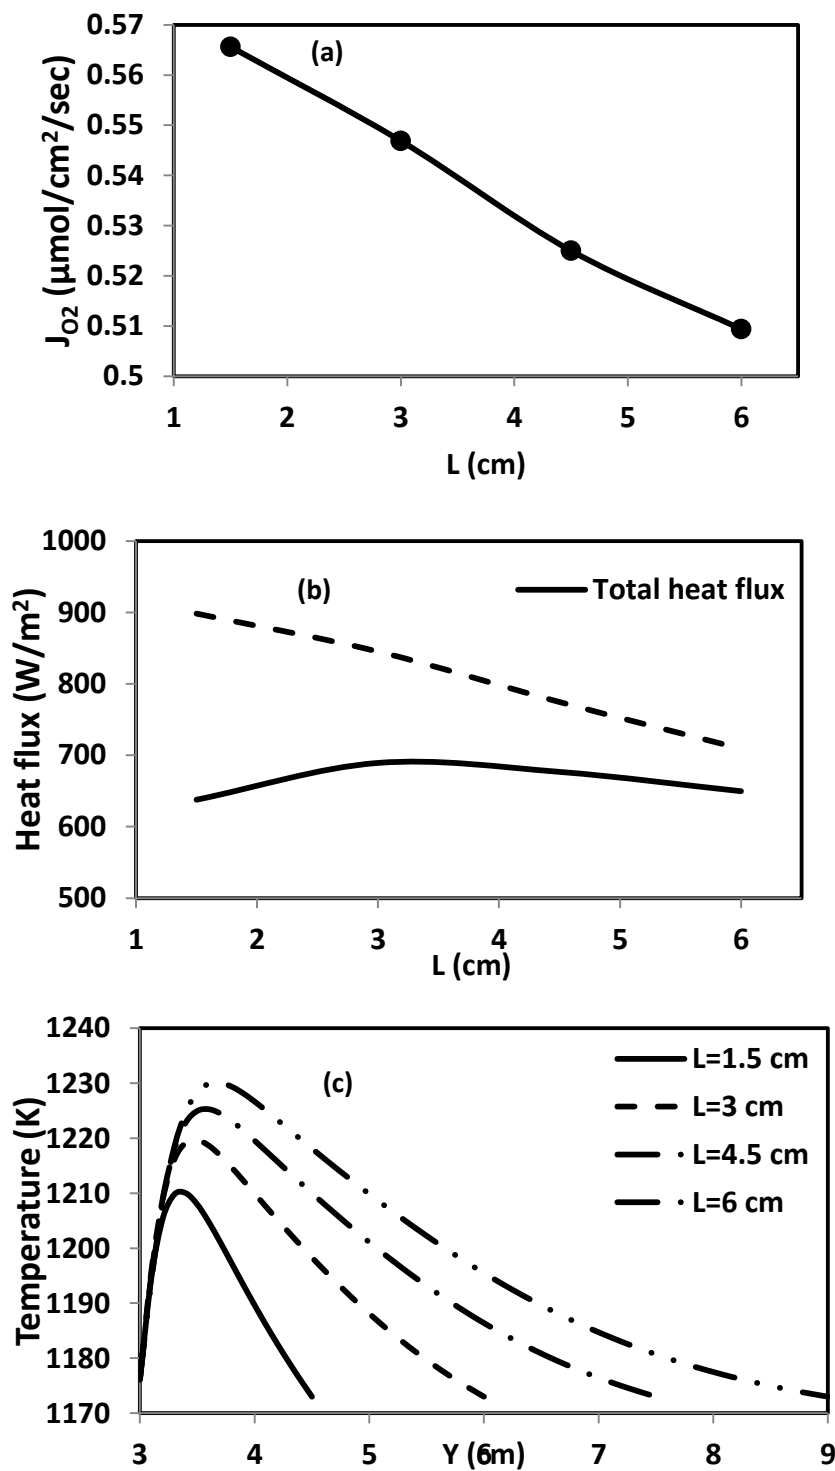 0.57
(a)
0.56
0.55
0.54
0.53
0.52
0.51
0.5
J_O2 (µmol/cm²/sec)
1 2 3 4 5 6
L (cm)
1000
(b)
Total heat flux
900
800
700
600
500
Heat flux (W/m²)
1 2 3 4 5 6
L (cm)
1240
L=1.5 cm
1230
(c)
L=3 cm
1220
L=4.5 cm
1210
L=6 cm
1200
1190
1180
1170
Temperature (K)
3 4 5 6 7 8 9
Y (cm)